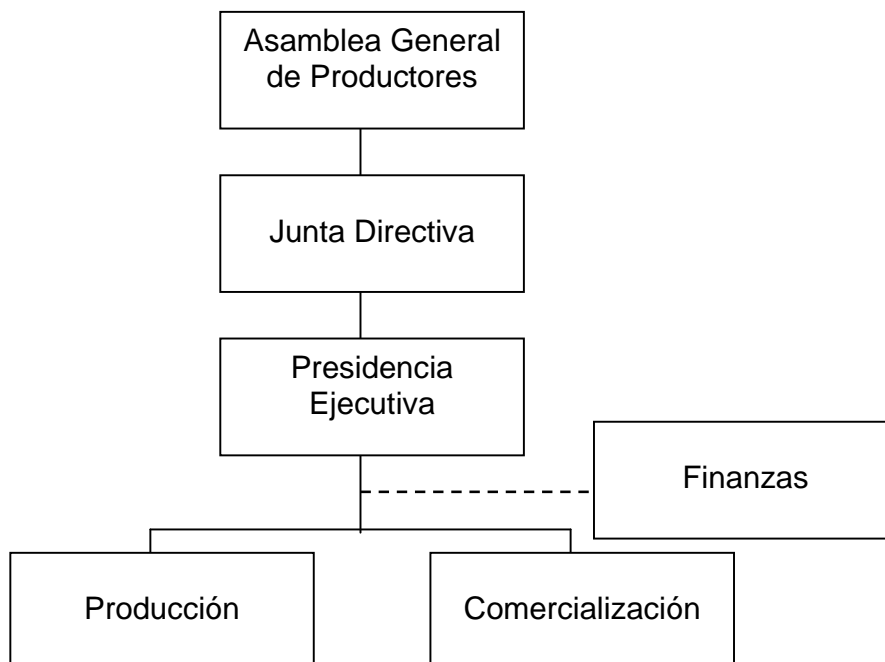 Asamblea General
de Productores
Junta Directiva
Presidencia
Ejecutiva
Finanzas
Producción
Comercialización